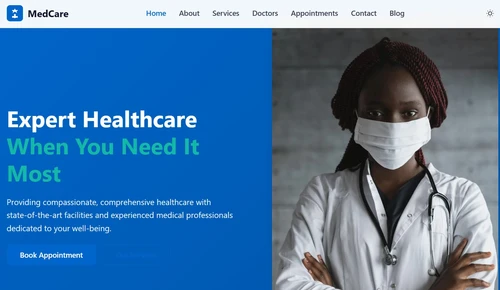 MedCare
Home About Services Doctors Appointments Contact Blog
Expert Healthcare
When You Need It
Most
Providing compassionate, comprehensive healthcare with
state-of-the-art facilities and experienced medical professionals
dedicated to your well-being.
Book Appointment